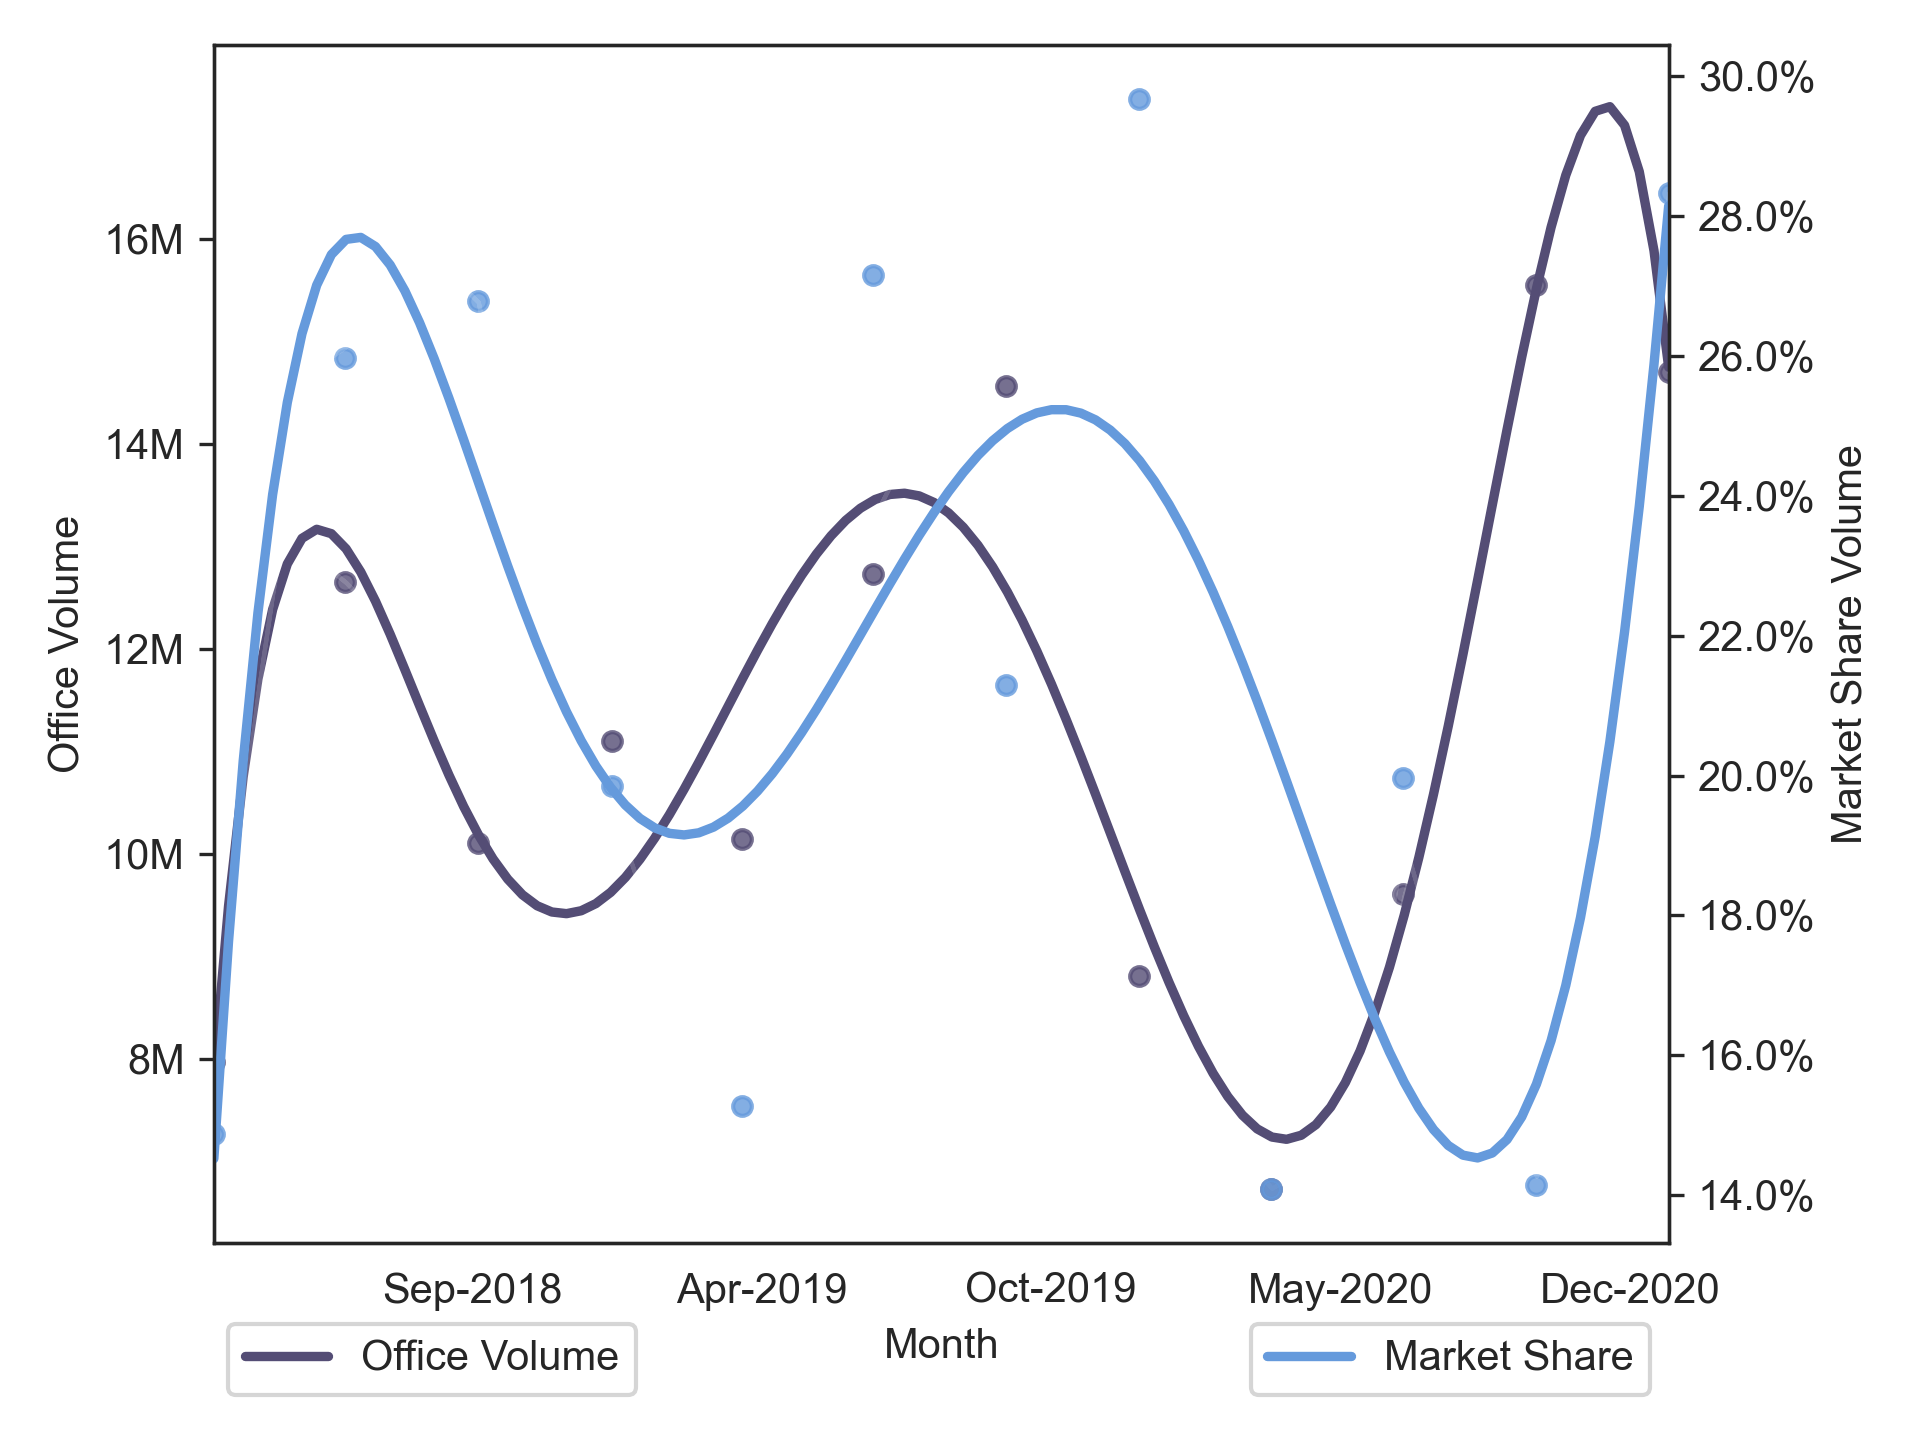 30.0%
28.0%
26.0%
24.0%
22.0%
20.0%
18.0%
16.0%
14.0%
16M
14M
12M
10M
8M
Office Volume
Market Share Volume
Sep-2018
Apr-2019
Oct-2019
May-2020
Dec-2020
Month
Office Volume
Market Share